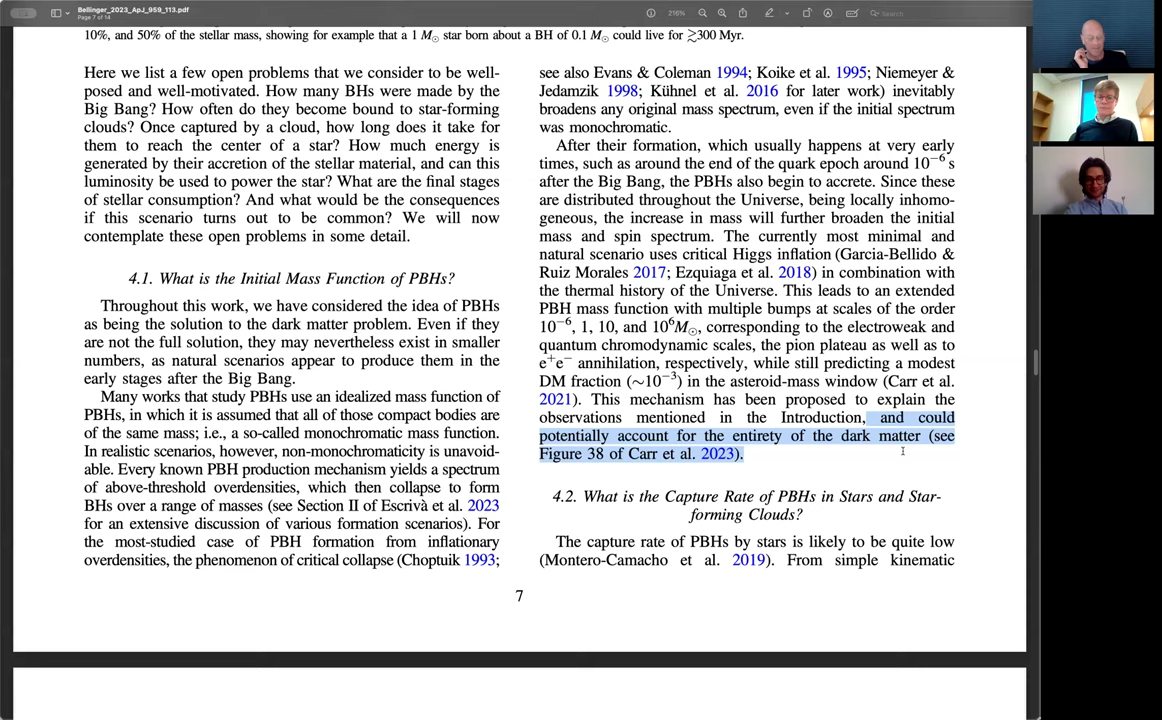 Bellinger_2023_ApJ_959_113.pdf
Page 7 of 14
216%
Search
10%, and 50% of the stellar mass, showing for example that a 1 M⊙ star born about a BH of 0.1 M⊙ could live for ≳300 Myr.
Here we list a few open problems that we consider to be well-
posed and well-motivated. How many BHs were made by the
Big Bang? How often do they become bound to star-forming
clouds? Once captured by a cloud, how long does it take for
them to reach the center of a star? How much energy is
generated by their accretion of the stellar material, and can this
luminosity be used to power the star? What are the final stages
of stellar consumption? And what would be the consequences
if this scenario turns out to be common? We will now
contemplate these open problems in some detail.
4.1. What is the Initial Mass Function of PBHs?
Throughout this work, we have considered the idea of PBHs
as being the solution to the dark matter problem. Even if they
are not the full solution, they may nevertheless exist in smaller
numbers, as natural scenarios appear to produce them in the
early stages after the Big Bang.
Many works that study PBHs use an idealized mass function of
PBHs, in which it is assumed that all of those compact bodies are
of the same mass; i.e., a so-called monochromatic mass function.
In realistic scenarios, however, non-monochromaticity is unavoid-
able. Every known PBH production mechanism yields a spectrum
of above-threshold overdensities, which then collapse to form
BHs over a range of masses (see Section II of Escrivà et al. 2023
for an extensive discussion of various formation scenarios). For
the most-studied case of PBH formation from inflationary
overdensities, the phenomenon of critical collapse (Choptuik 1993;
see also Evans & Coleman 1994; Koike et al. 1995; Niemeyer &
Jedamzik 1998; Kühnel et al. 2016 for later work) inevitably
broadens any original mass spectrum, even if the initial spectrum
was monochromatic.
After their formation, which usually happens at very early
times, such as around the end of the quark epoch around 10⁻⁶ s
after the Big Bang, the PBHs also begin to accrete. Since these
are distributed throughout the Universe, being locally inhomo-
geneous, the increase in mass will further broaden the initial
mass and spin spectrum. The currently most minimal and
natural scenario uses critical Higgs inflation (Garcia-Bellido &
Ruiz Morales 2017; Ezquiaga et al. 2018) in combination with
the thermal history of the Universe. This leads to an extended
PBH mass function with multiple bumps at scales of the order
10⁻⁶, 1, 10, and 10⁶M⊙, corresponding to the electroweak and
quantum chromodynamic scales, the pion plateau as well as to
e⁺e⁻ annihilation, respectively, while still predicting a modest
DM fraction (∼10⁻³) in the asteroid-mass window (Carr et al.
2021). This mechanism has been proposed to explain the
observations mentioned in the Introduction, and could
potentially account for the entirety of the dark matter (see
Figure 38 of Carr et al. 2023).
4.2. What is the Capture Rate of PBHs in Stars and Star-
forming Clouds?
The capture rate of PBHs by stars is likely to be quite low
(Montero-Camacho et al. 2019). From simple kinematic
7